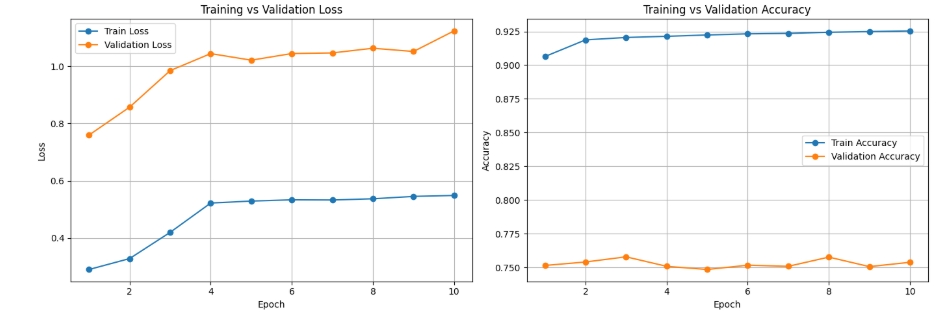 Training vs Validation Loss
Train Loss
Validation Loss
1.0
0.8
0.6
0.4
Loss
2
4
6
8
10
Epoch
Training vs Validation Accuracy
0.925
0.900
0.875
0.850
0.825
0.800
0.775
0.750
Accuracy
Train Accuracy
Validation Accuracy
2
4
6
8
10
Epoch